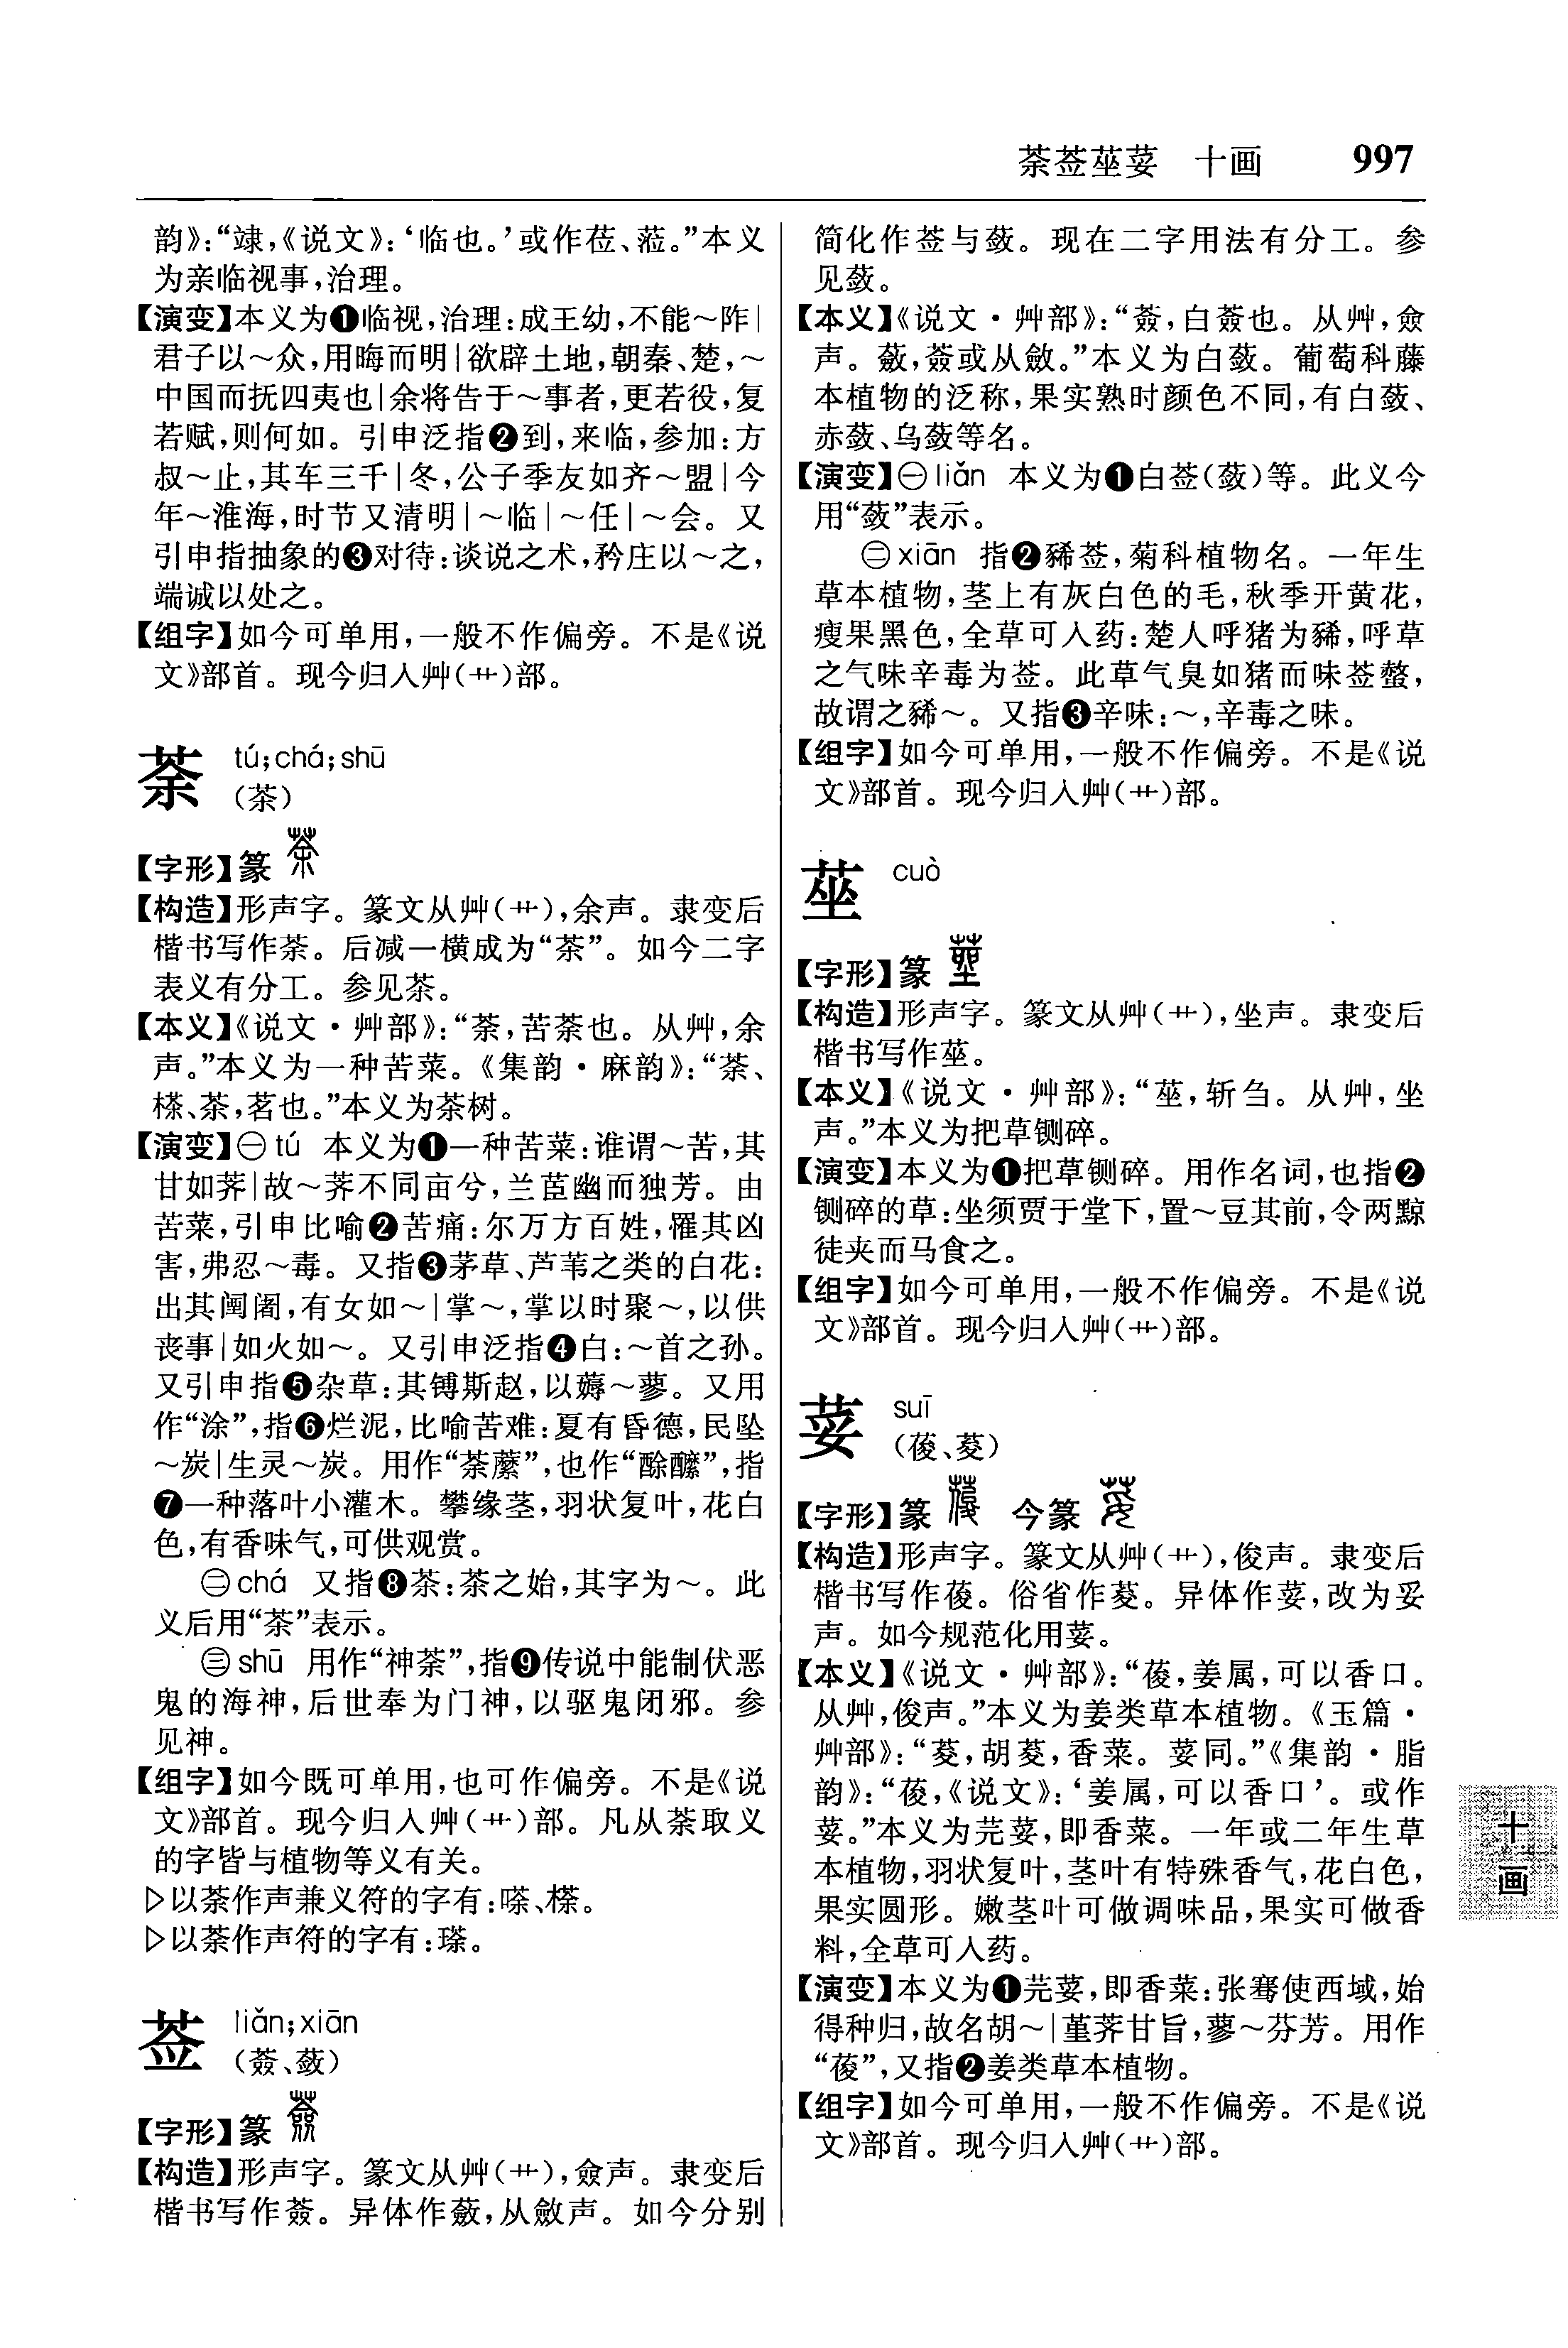 荼莶莝荽 十画 997
韵》:“竦,《说文》:‘临也。’或作莅、蒞。”本义
为亲临视事,治理。
【演变】本义为❶临视,治理:成王幼,不能～阼|
君子以～众,用晦而明|欲辟土地,朝秦、楚,～
中国而抚四夷也|余将告于～事者,更若役,复
若赋,则何如。引申泛指❷到,来临,参加:方
叔～止,其车三千|冬,公子季友如齐～盟|今
年～淮海,时节又清明|～临|～任|～会。又
引申指抽象的❸对待:谈说之术,矜庄以～之,
端诚以处之。
【组字】如今可单用,一般不作偏旁。不是《说
文》部首。现今归入艸(艹)部。
荼 tú;chá;shū
(茶)
【字形】篆
【构造】形声字。篆文从艸(艹),余声。隶变后
楷书写作荼。后减一横成为“茶”。如今二字
表义有分工。参见茶。
【本义】《说文·艸部》:“荼,苦荼也。从艸,余
声。”本义为一种苦菜。《集韵·麻韵》:“荼、
㮑、茶,茗也。”本义为茶树。
【演变】㊀tú 本义为❶一种苦菜:谁谓～苦,其
甘如荠|故～荠不同亩兮,兰茝幽而独芳。由
苦菜,引申比喻❷苦痛:尔万方百姓,罹其凶
害,弗忍～毒。又指❸茅草、芦苇之类的白花:
出其闉阇,有女如～|掌～,掌以时聚～,以供
丧事|如火如～。又引申泛指❹白:～首之孙。
又引申指❺杂草:其镈斯赵,以薅～蓼。又用
作“涂”,指❻烂泥,比喻苦难:夏有昏德,民坠
～炭|生灵～炭。用作“荼蘼”,也作“酴醾”,指
❼一种落叶小灌木。攀缘茎,羽状复叶,花白
色,有香味气,可供观赏。
㊁chá 又指❽茶:茶之始,其字为～。此
义后用“茶”表示。
㊂shū 用作“神荼”,指❾传说中能制伏恶
鬼的海神,后世奉为门神,以驱鬼闭邪。参
见神。
【组字】如今既可单用,也可作偏旁。不是《说
文》部首。现今归入艸(艹)部。凡从荼取义
的字皆与植物等义有关。
▷以荼作声兼义符的字有:嗏、㮑。
▷以荼作声符的字有:瑹。
莶 liǎn;xiān
(薟、蔹)
【字形】篆
【构造】形声字。篆文从艸(艹),僉声。隶变后
楷书写作薟。异体作蘞,从斂声。如今分别
简化作莶与蔹。现在二字用法有分工。参
见蔹。
【本义】《说文·艸部》:“薟,白薟也。从艸,僉
声。蘞,薟或从斂。”本义为白蔹。葡萄科藤
本植物的泛称,果实熟时颜色不同,有白蔹、
赤蔹、乌蔹等名。
【演变】㊀liǎn 本义为❶白莶(蔹)等。此义今
用“蔹”表示。
㊁xiān 指❷豨莶,菊科植物名。一年生
草本植物,茎上有灰白色的毛,秋季开黄花,
瘦果黑色,全草可入药:楚人呼猪为豨,呼草
之气味辛毒为莶。此草气臭如猪而味莶螫,
故谓之豨～。又指❸辛味:～,辛毒之味。
【组字】如今可单用,一般不作偏旁。不是《说
文》部首。现今归入艸(艹)部。
莝 cuò
【字形】篆
【构造】形声字。篆文从艸(艹),坐声。隶变后
楷书写作莝。
【本义】《说文·艸部》:“莝,斩刍。从艸,坐
声。”本义为把草铡碎。
【演变】本义为❶把草铡碎。用作名词,也指❷
铡碎的草:坐须贾于堂下,置～豆其前,令两黥
徒夹而马食之。
【组字】如今可单用,一般不作偏旁。不是《说
文》部首。现今归入艸(艹)部。
荽 suī
(葰、荾)
【字形】篆 今篆
【构造】形声字。篆文从艸(艹),俊声。隶变后
楷书写作葰。俗省作荾。异体作荽,改为妥
声。如今规范化用荽。
【本义】《说文·艸部》:“葰,姜属,可以香口。
从艸,俊声。”本义为姜类草本植物。《玉篇·
艸部》:“荾,胡荾,香菜。荽同。”《集韵·脂
韵》:“葰,《说文》:‘姜属,可以香口’。或作
荽。”本义为芫荽,即香菜。一年或二年生草
本植物,羽状复叶,茎叶有特殊香气,花白色,
果实圆形。嫩茎叶可做调味品,果实可做香
料,全草可入药。
【演变】本义为❶芫荽,即香菜:张骞使西域,始
得种归,故名胡～|堇荠甘旨,蓼～芬芳。用作
“葰”,又指❷姜类草本植物。
【组字】如今可单用,一般不作偏旁。不是《说
文》部首。现今归入艸(艹)部。
十画